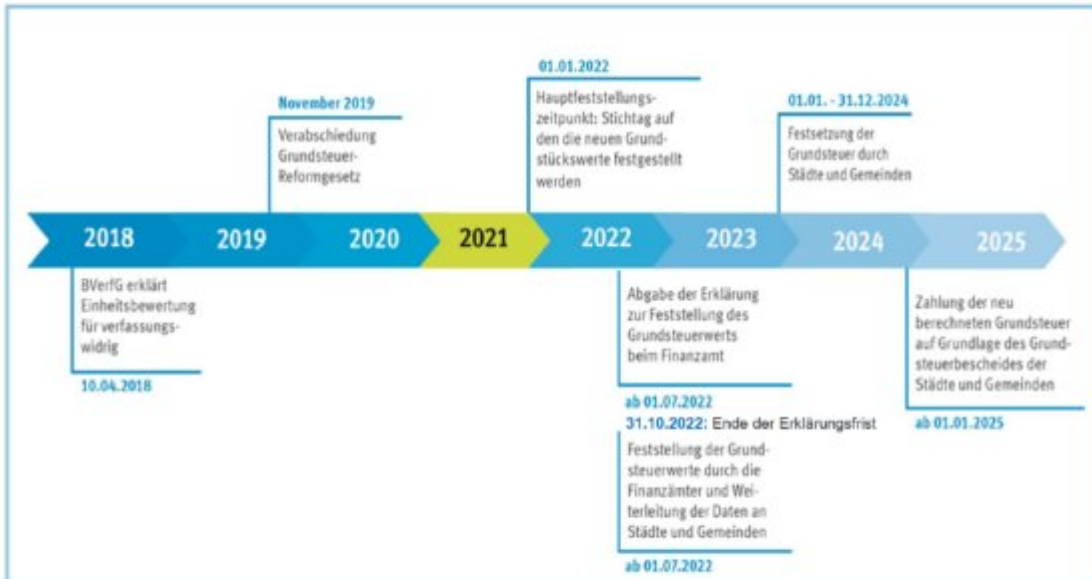 01.01.2022
Hauptfeststellungs-
zeitpunkt: Stichtag auf
den die neuen Grund-
stückswerte festgestellt
werden
November 2019
Verabschiedung
Grundsteuer-
Reformgesetz
01.01. - 31.12.2024
Festsetzung der
Grundsteuer durch
Städte und Gemeinden
2018 2019 2020 2021 2022 2023 2024 2025
BVerfG erklärt
Einheitsbewertung
für verfassungs-
widrig
10.04.2018
Abgabe der Erklärung
zur Feststellung des
Grundsteuerwerts
beim Finanzamt
ab 01.07.2022
31.10.2022: Ende der Erklärungsfrist
Feststellung der Grund-
steuerwerte durch die
Finanzämter und Wei-
terleitung der Daten an
Städte und Gemeinden
ab 01.07.2022
Zahlung der neu
berechneten Grundsteuer
auf Grundlage des Grund-
steuerbescheides der
Städte und Gemeinden
ab 01.01.2025